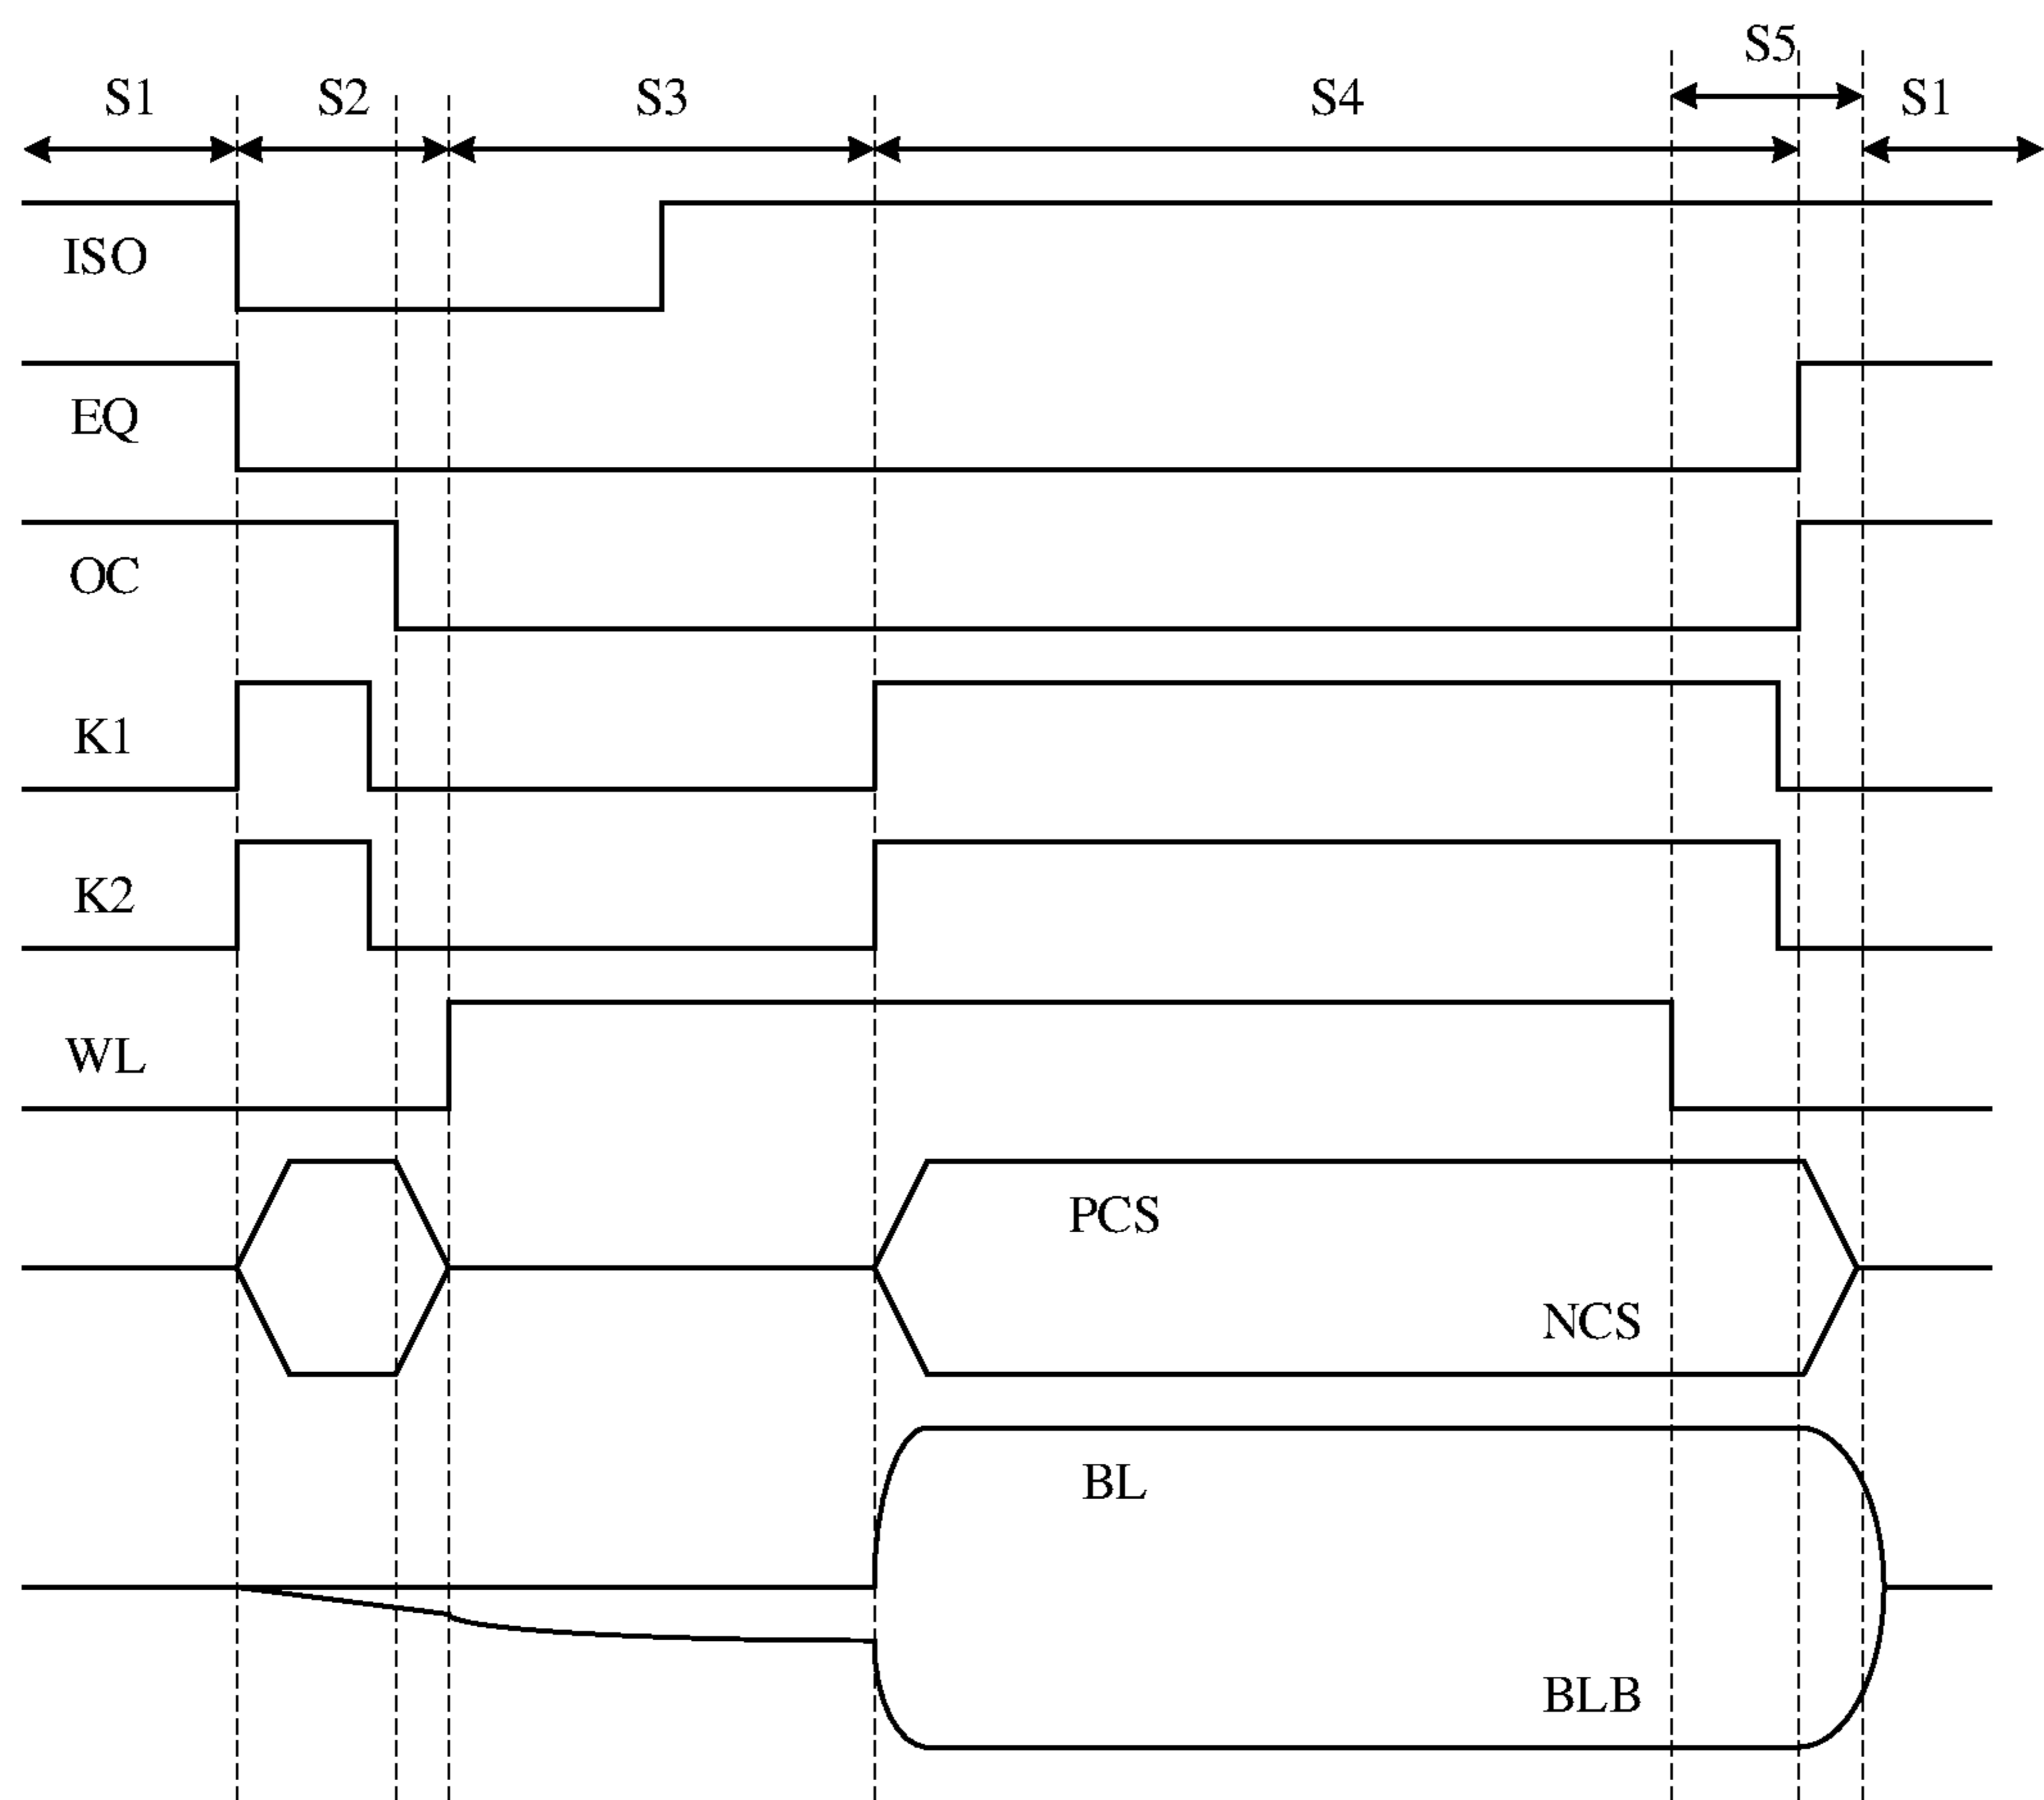 S5
S1 S2 S3 S4 S1
ISO
EQ
OC
K1
K2
WL
PCS
NCS
BL
BLB